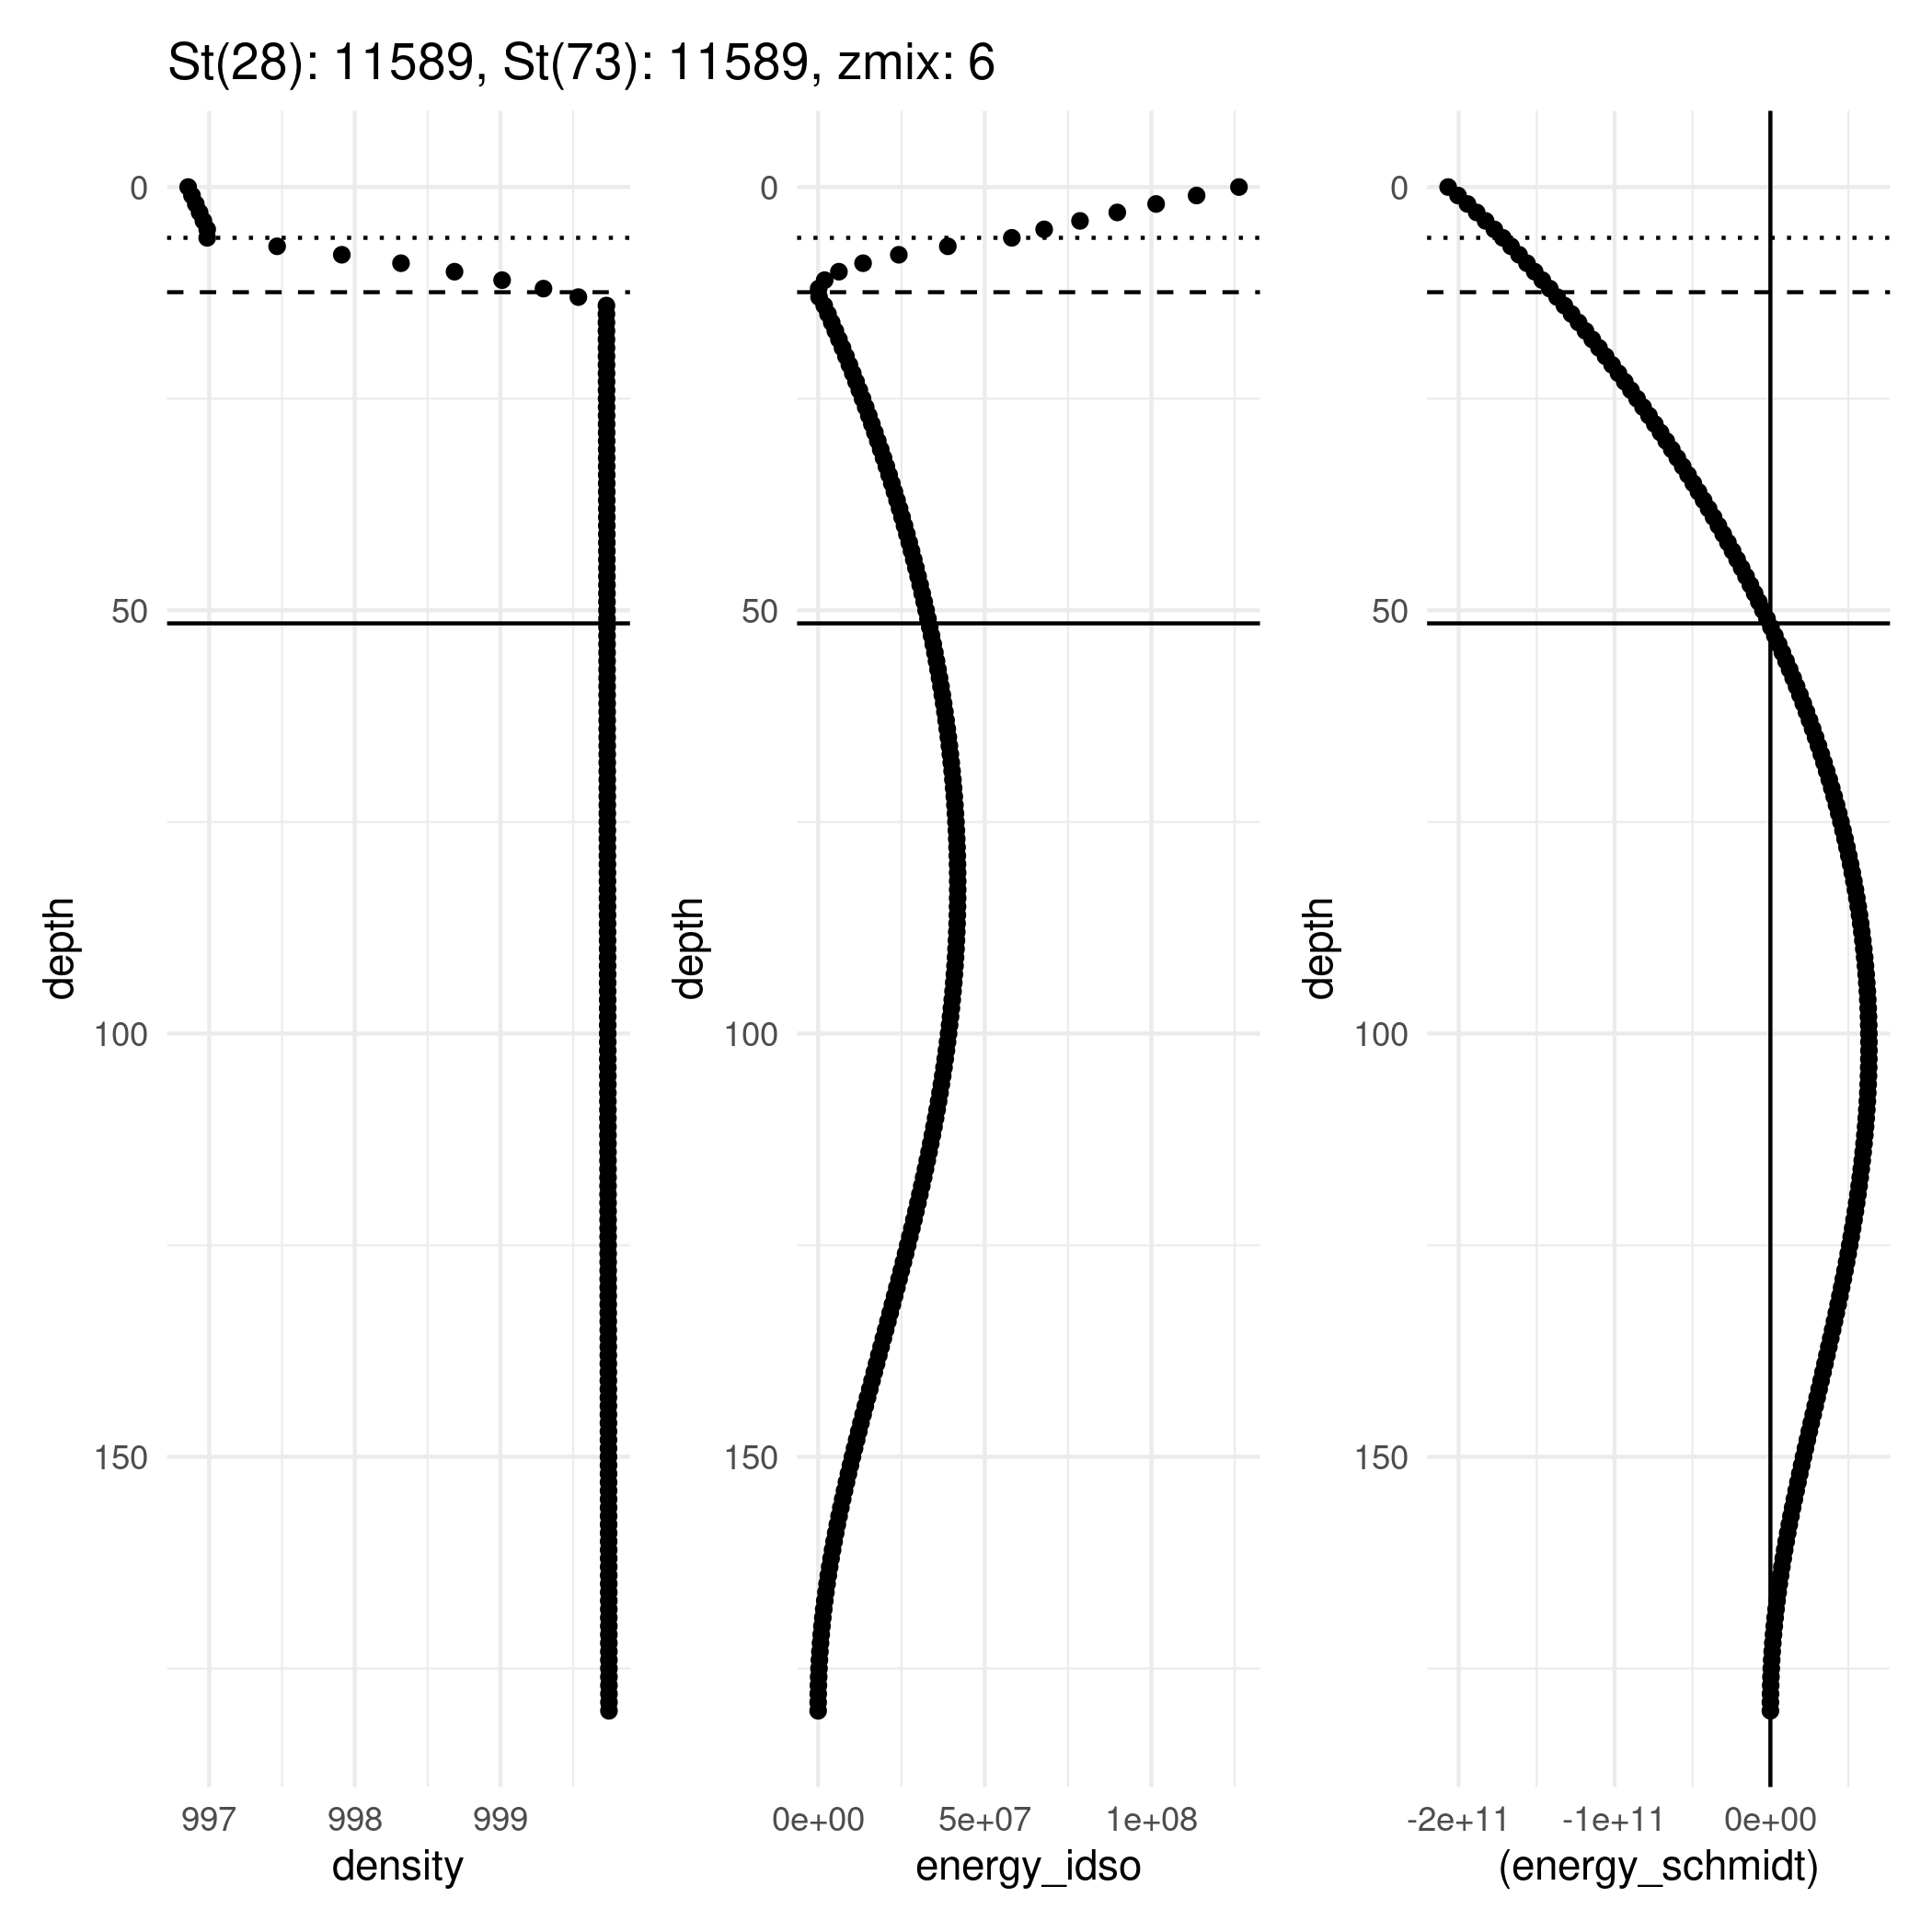 St(28): 11589, St(73): 11589, zmix: 6
0
50
100
150
depth
997 998 999
density
0
50
100
150
depth
0e+00 5e+07 1e+08
energy_idso
0
50
100
150
depth
-2e+11 -1e+11 0e+00
(energy_schmidt)